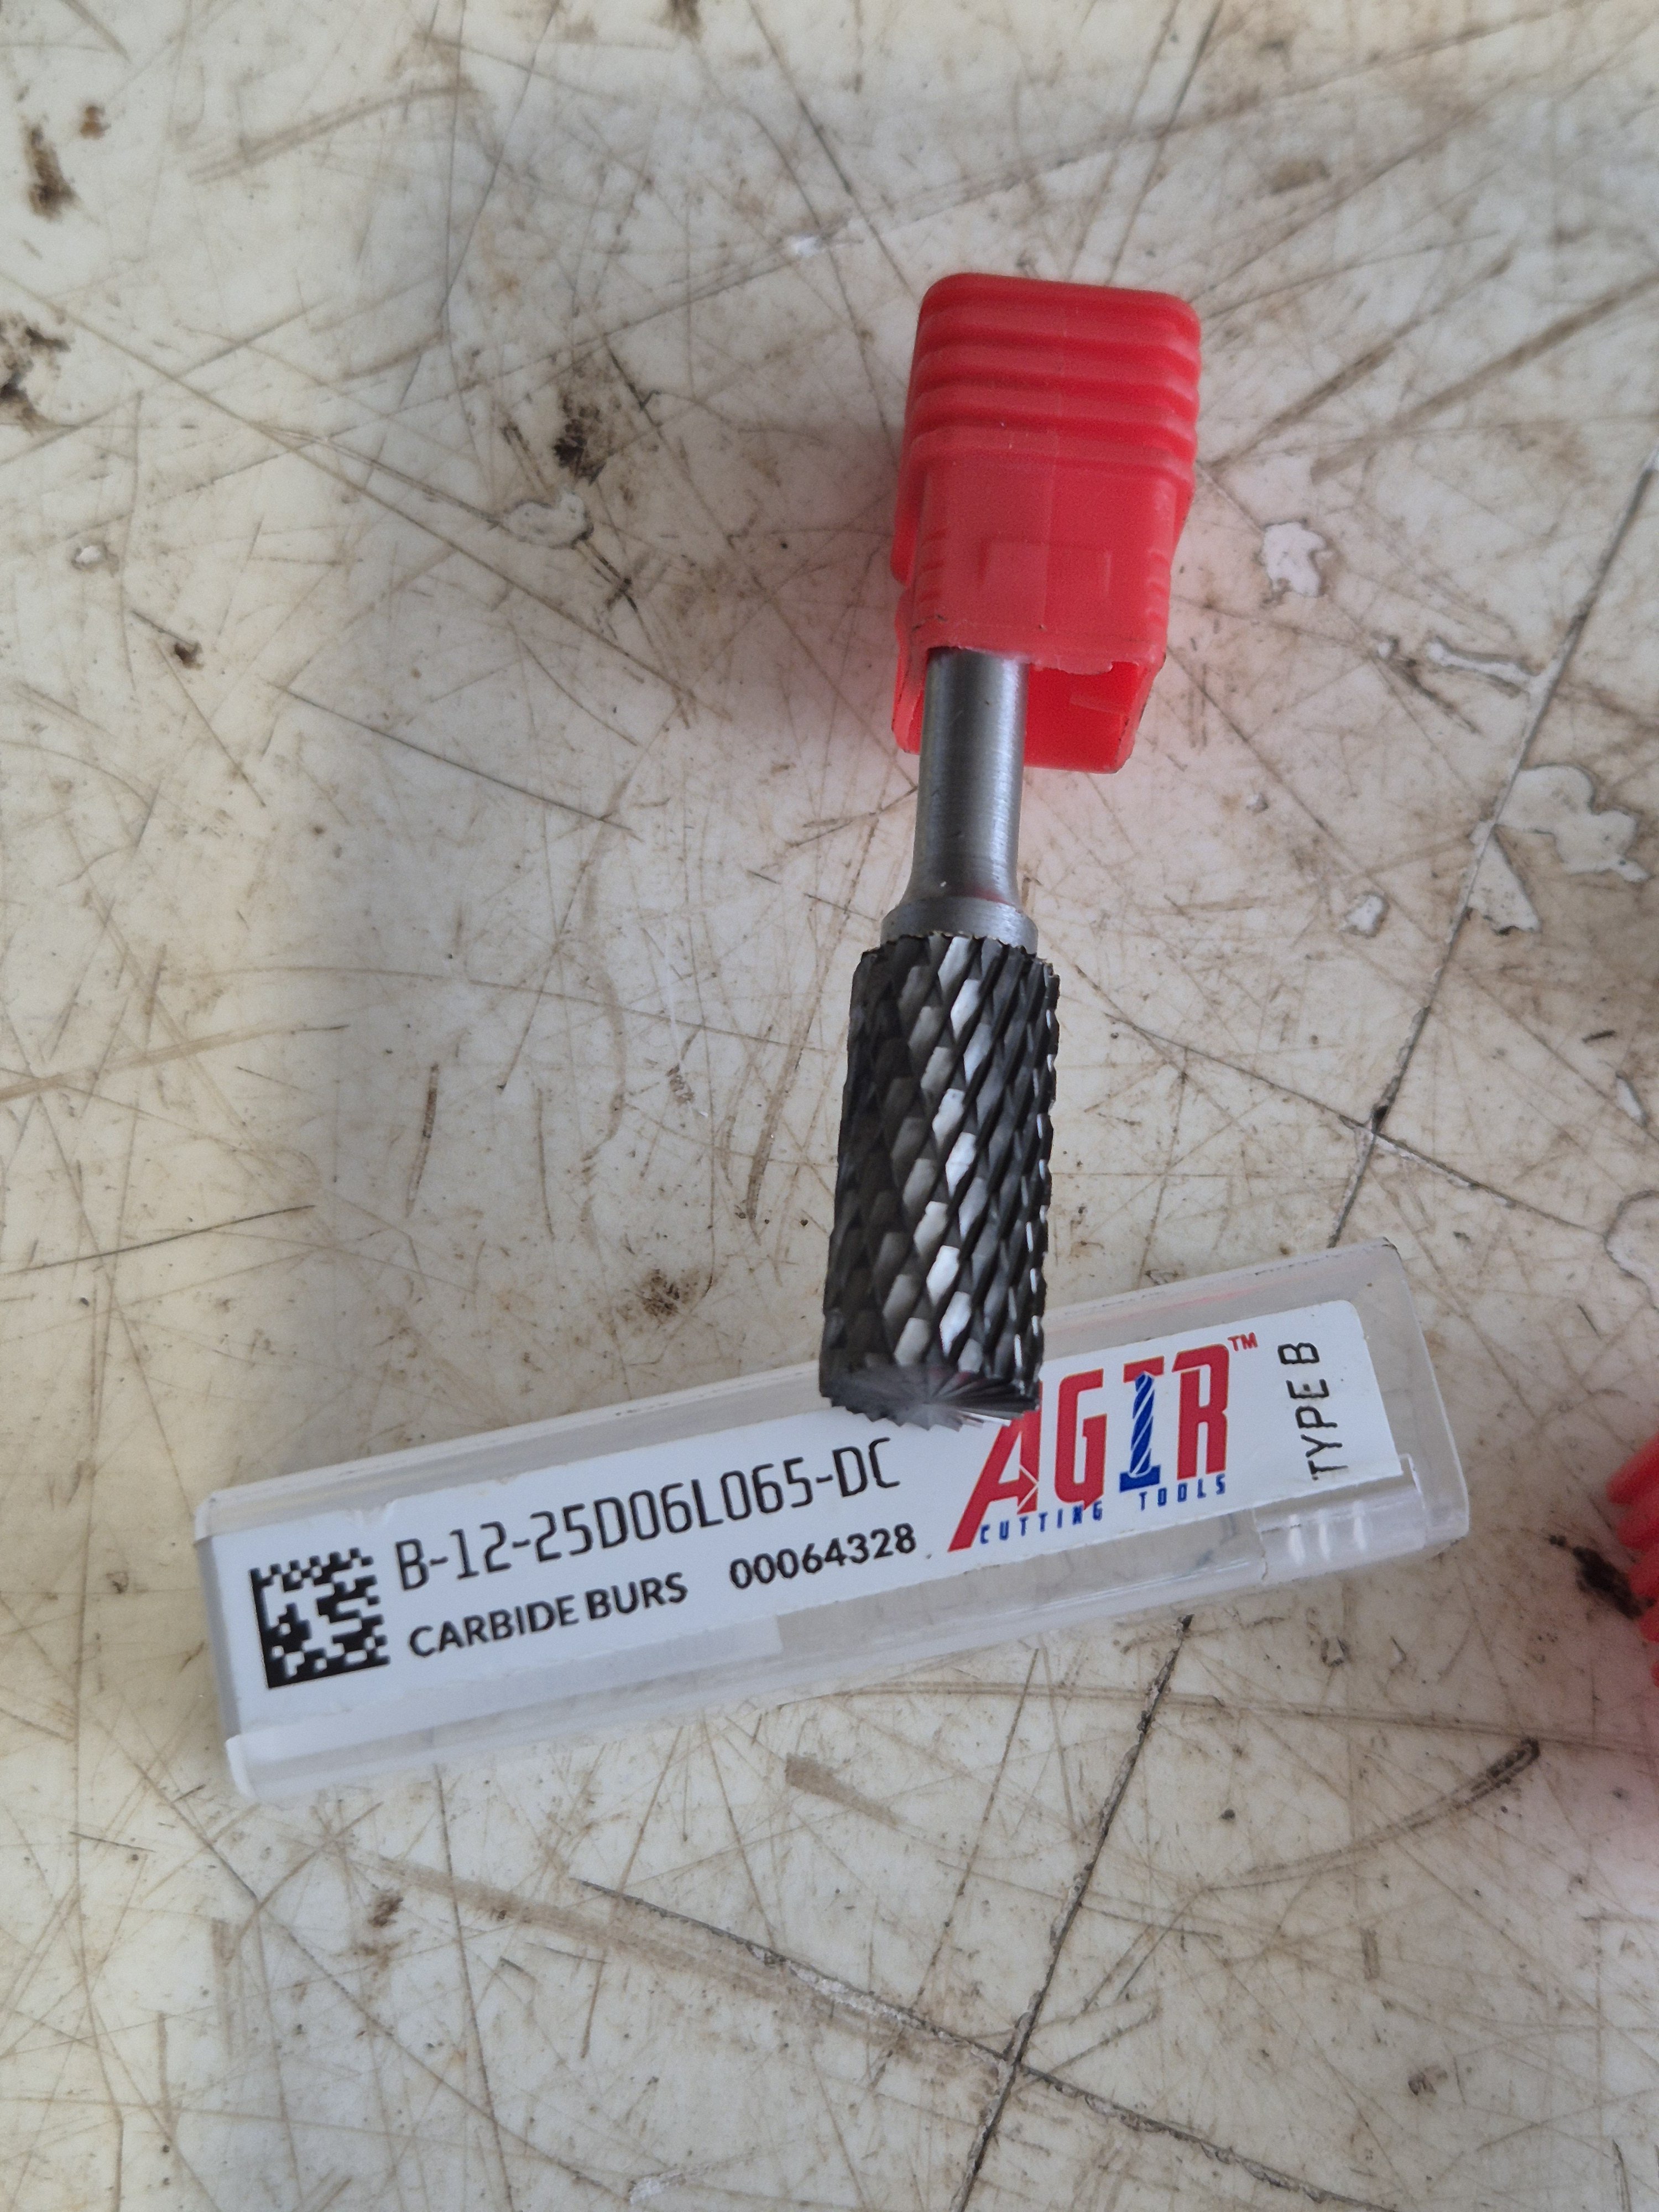 B-12-25D06L065-DC
CARBIDE BURS 00064328
AGIR™
CUTTING TOOLS
TYPE B